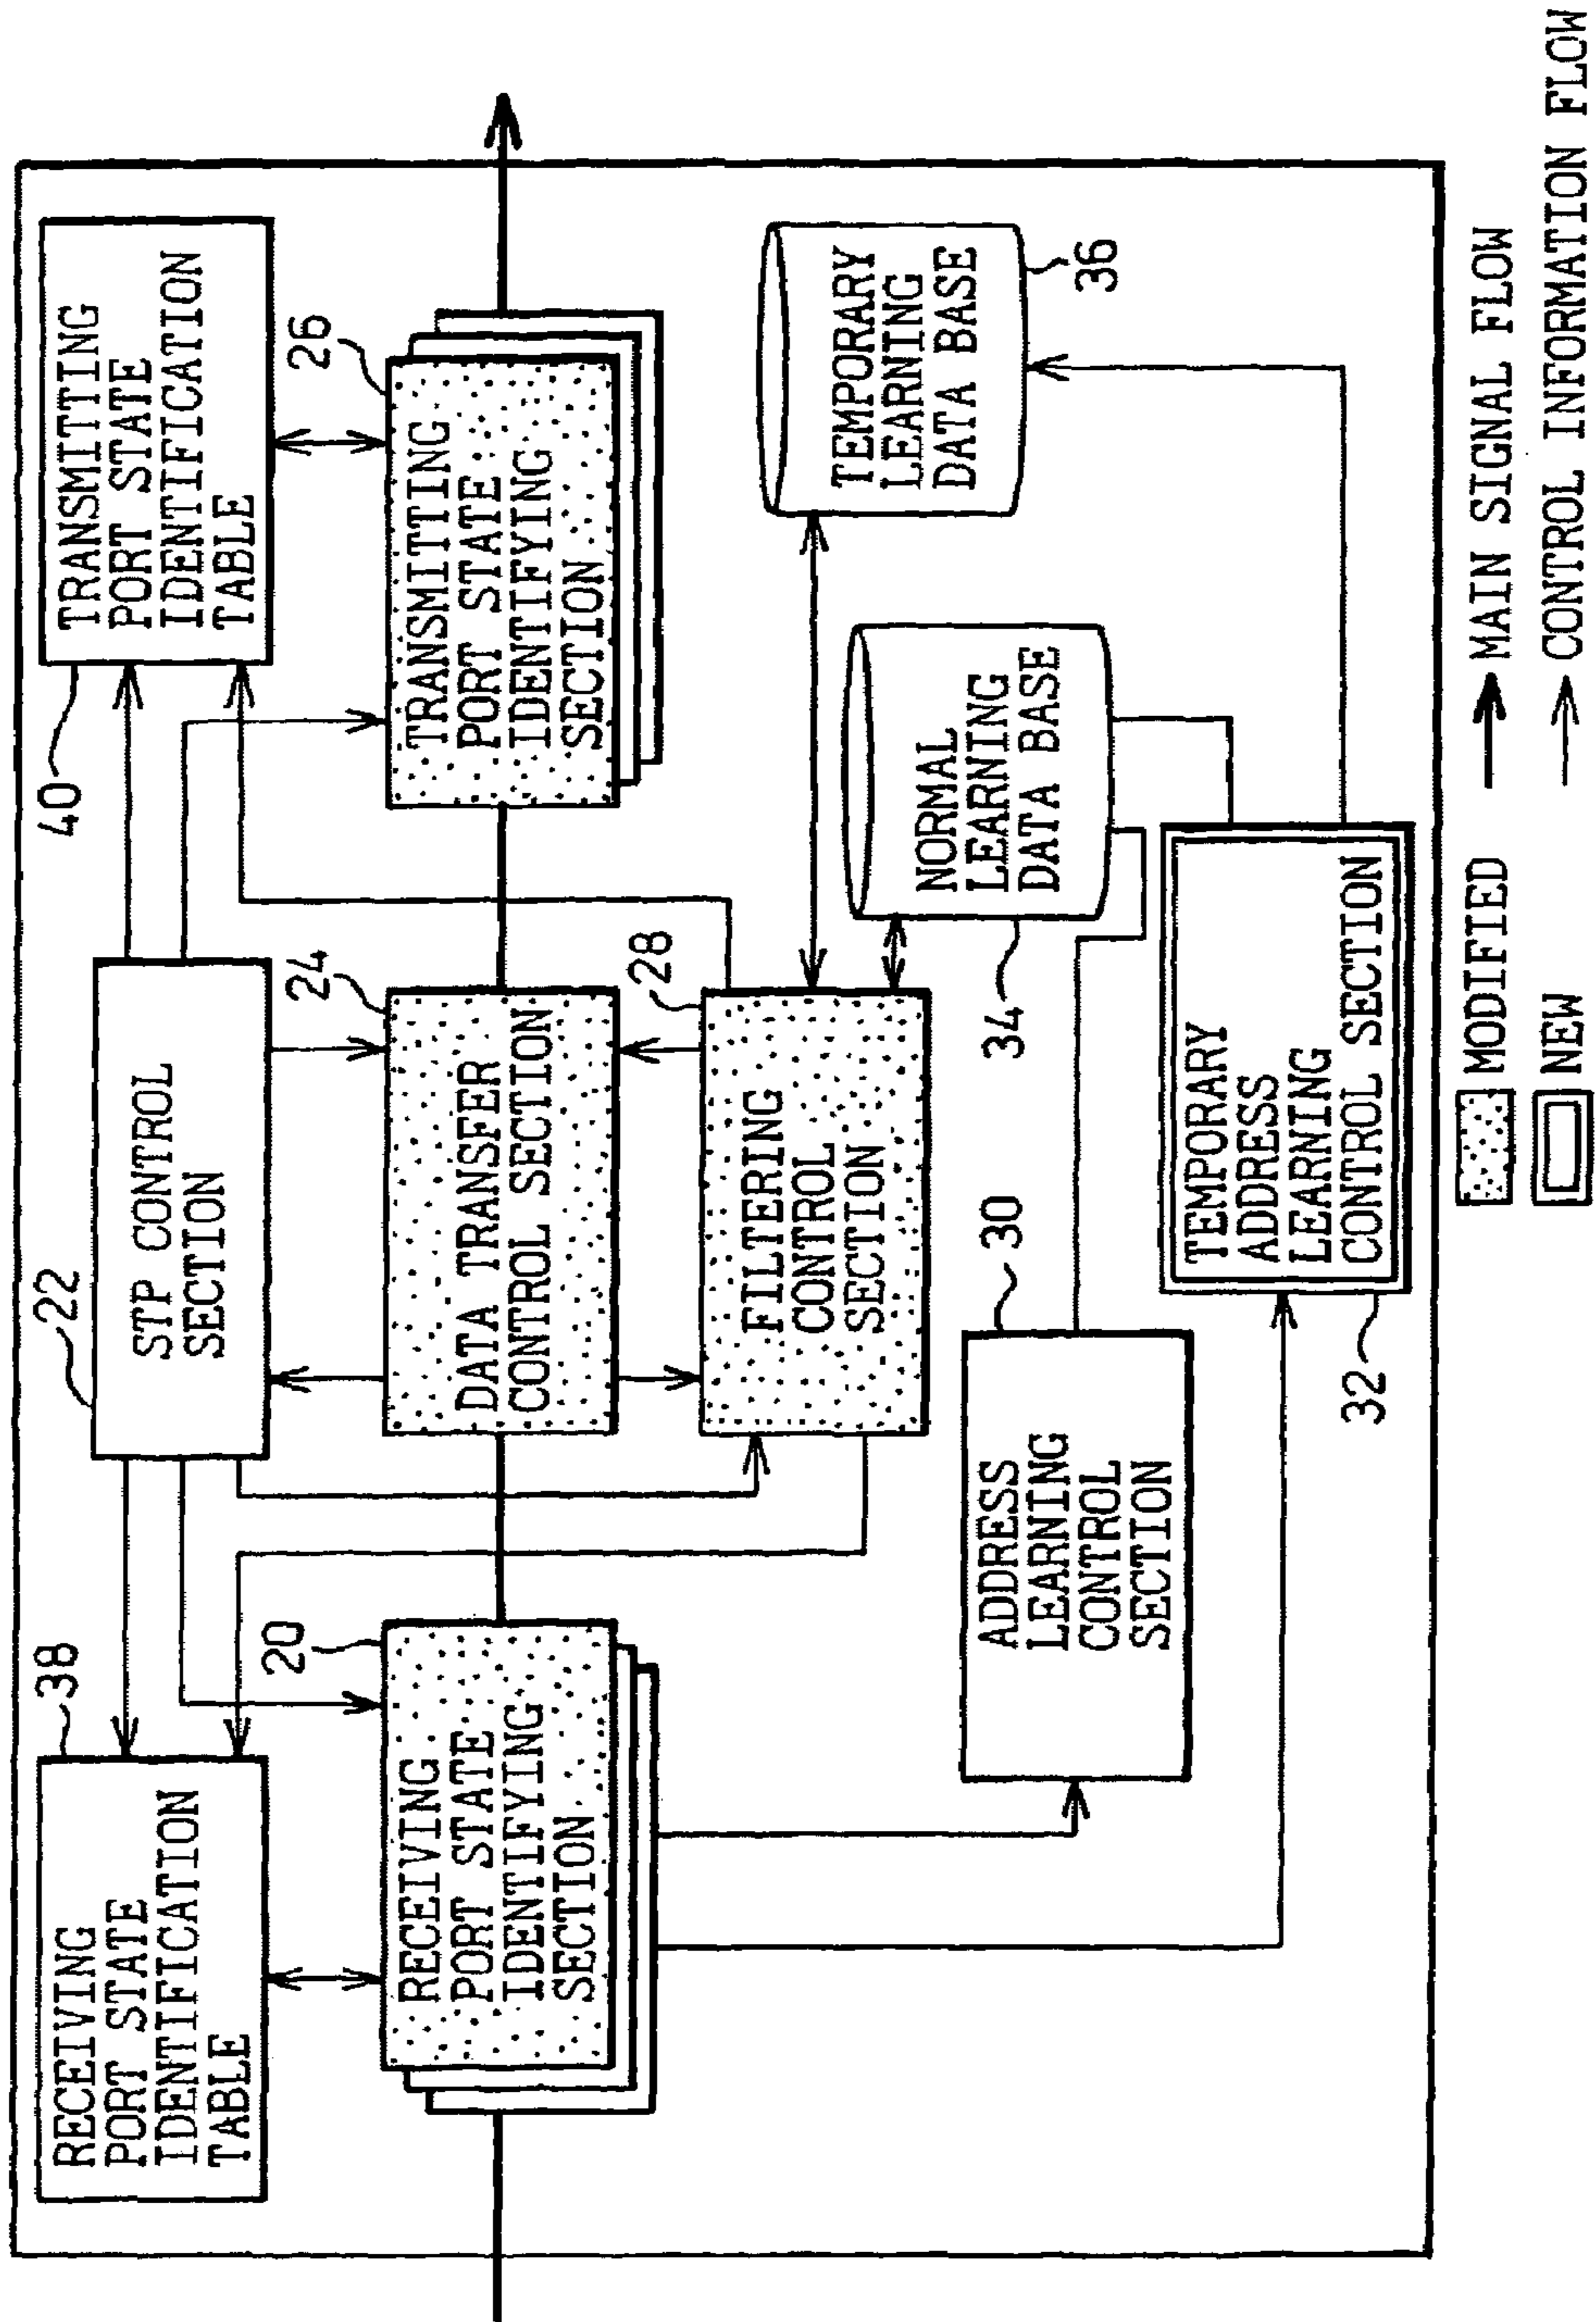 RECEIVING
PORT STATE
IDENTIFICATION
TABLE
38
22
STP CONTROL
SECTION
40
TRANSMITTING
PORT STATE
IDENTIFICATION
TABLE
20
RECEIVING
PORT STATE
IDENTIFYING
SECTION
24
DATA TRANSFER
CONTROL SECTION
26
TRANSMITTING
PORT STATE
IDENTIFYING
SECTION
28
FILTERING
CONTROL
SECTION
30
ADDRESS
LEARNING
CONTROL
SECTION
34
NORMAL
LEARNING
DATA BASE
TEMPORARY
LEARNING
DATA BASE
36
32
TEMPORARY
ADDRESS
LEARNING
CONTROL SECTION
MODIFIED
MAIN SIGNAL FLOW
NEW
CONTROL INFORMATION FLOW